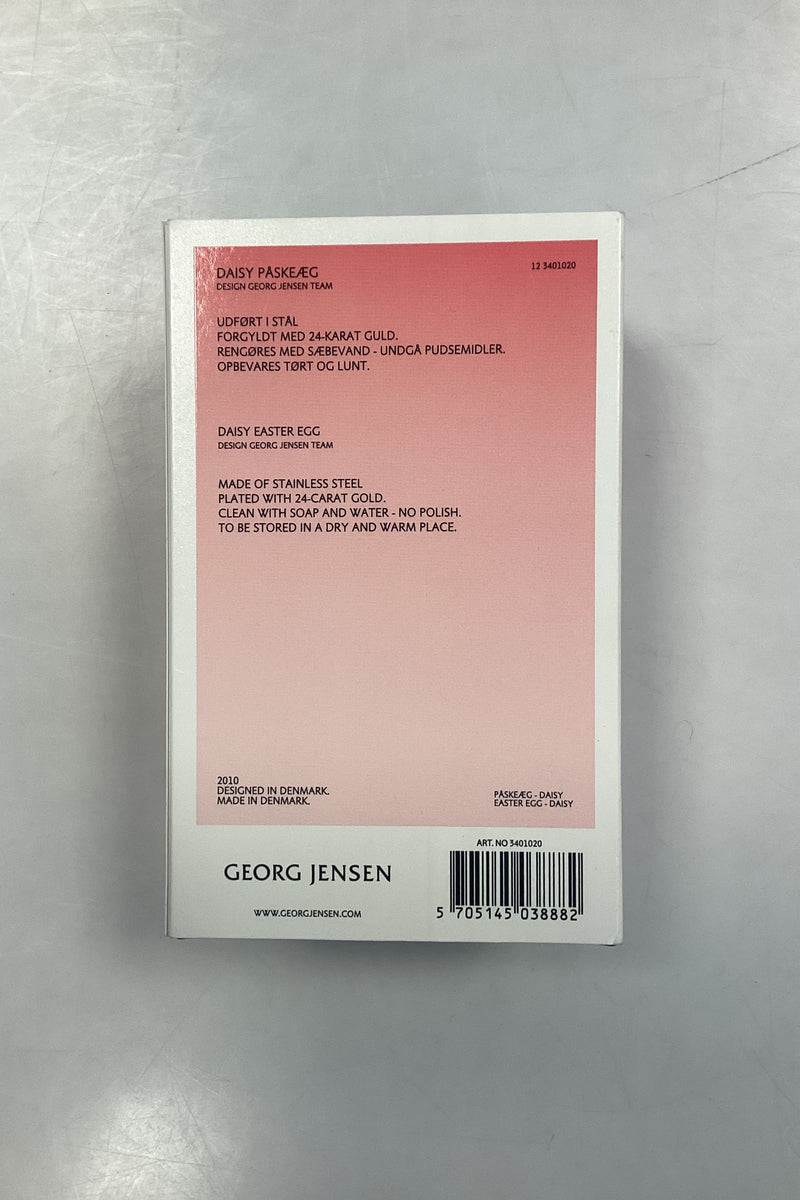 DAISY PÅSKEÆG
12 3401020
DESIGN GEORG JENSEN TEAM
UDFØRT I STÅL
FORGYLDT MED 24-KARAT GULD.
RENGØRES MED SÆBEVAND - UNDGÅ PUDSEMIDLER.
OPBEVARES TØRT OG LUNT.
DAISY EASTER EGG
DESIGN GEORG JENSEN TEAM
MADE OF STAINLESS STEEL
PLATED WITH 24-CARAT GOLD.
CLEAN WITH SOAP AND WATER - NO POLISH.
TO BE STORED IN A DRY AND WARM PLACE.
2010
DESIGNED IN DENMARK.
MADE IN DENMARK.
PÅSKEÆG - DAISY
EASTER EGG - DAISY
GEORG JENSEN
WWW.GEORGJENSEN.COM
ART. NO 3401020
5 705145 038882